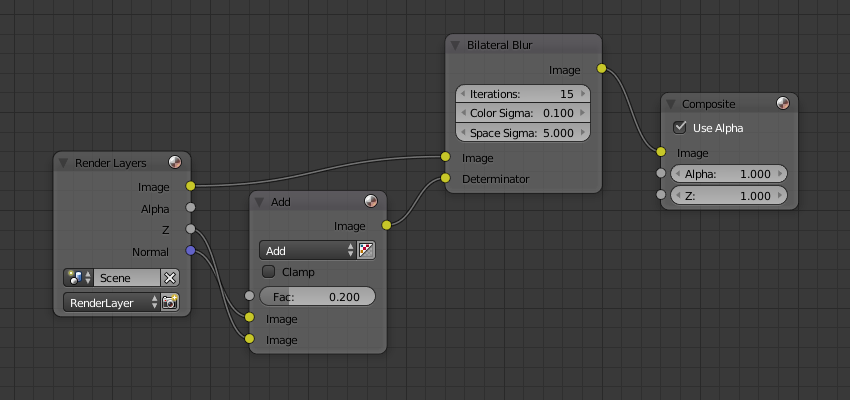 Render Layers
Image
Alpha
Z
Normal
Scene
RenderLayer
Add
Image
Add
Clamp
Fac: 0.200
Image
Image
Bilateral Blur
Image
Iterations: 15
Color Sigma: 0.100
Space Sigma: 5.000
Image
Determinator
Composite
Use Alpha
Image
Alpha: 1.000
Z: 1.000